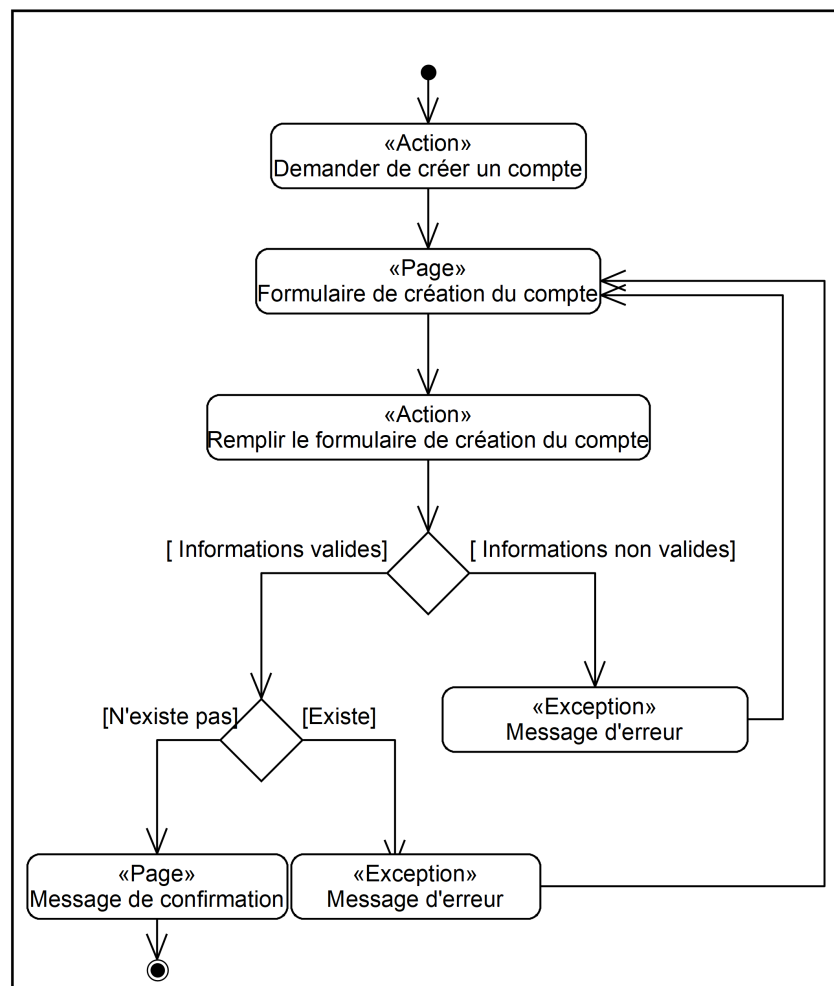 «Action»
Demander de créer un compte
«Page»
Formulaire de création du compte
«Action»
Remplir le formulaire de création du compte
[ Informations valides]
[ Informations non valides]
«Exception»
Message d'erreur
[N'existe pas]
[Existe]
«Page»
Message de confirmation
«Exception»
Message d'erreur